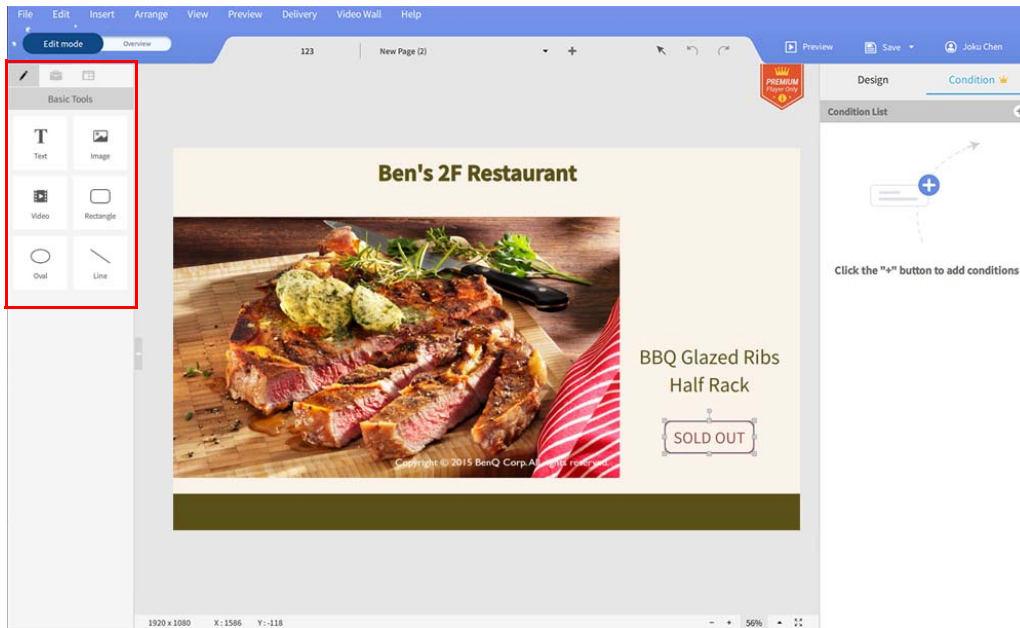 File Edit Insert Arrange View Preview Delivery Video Wall Help
Edit mode Overview
123 New Page (2)
Preview Save Joku Chen
Basic Tools
Text Image
Video Rectangle
Oval Line
PREMIUM
Player Only
Ben's 2F Restaurant
BBQ Glazed Ribs
Half Rack
SOLD OUT
Copyright © 2015 BenQ Corp. All rights reserved.
Design Condition
Condition List
Click the "+" button to add conditions
1920 x 1080 X : 1586 Y : -118
- + 56%